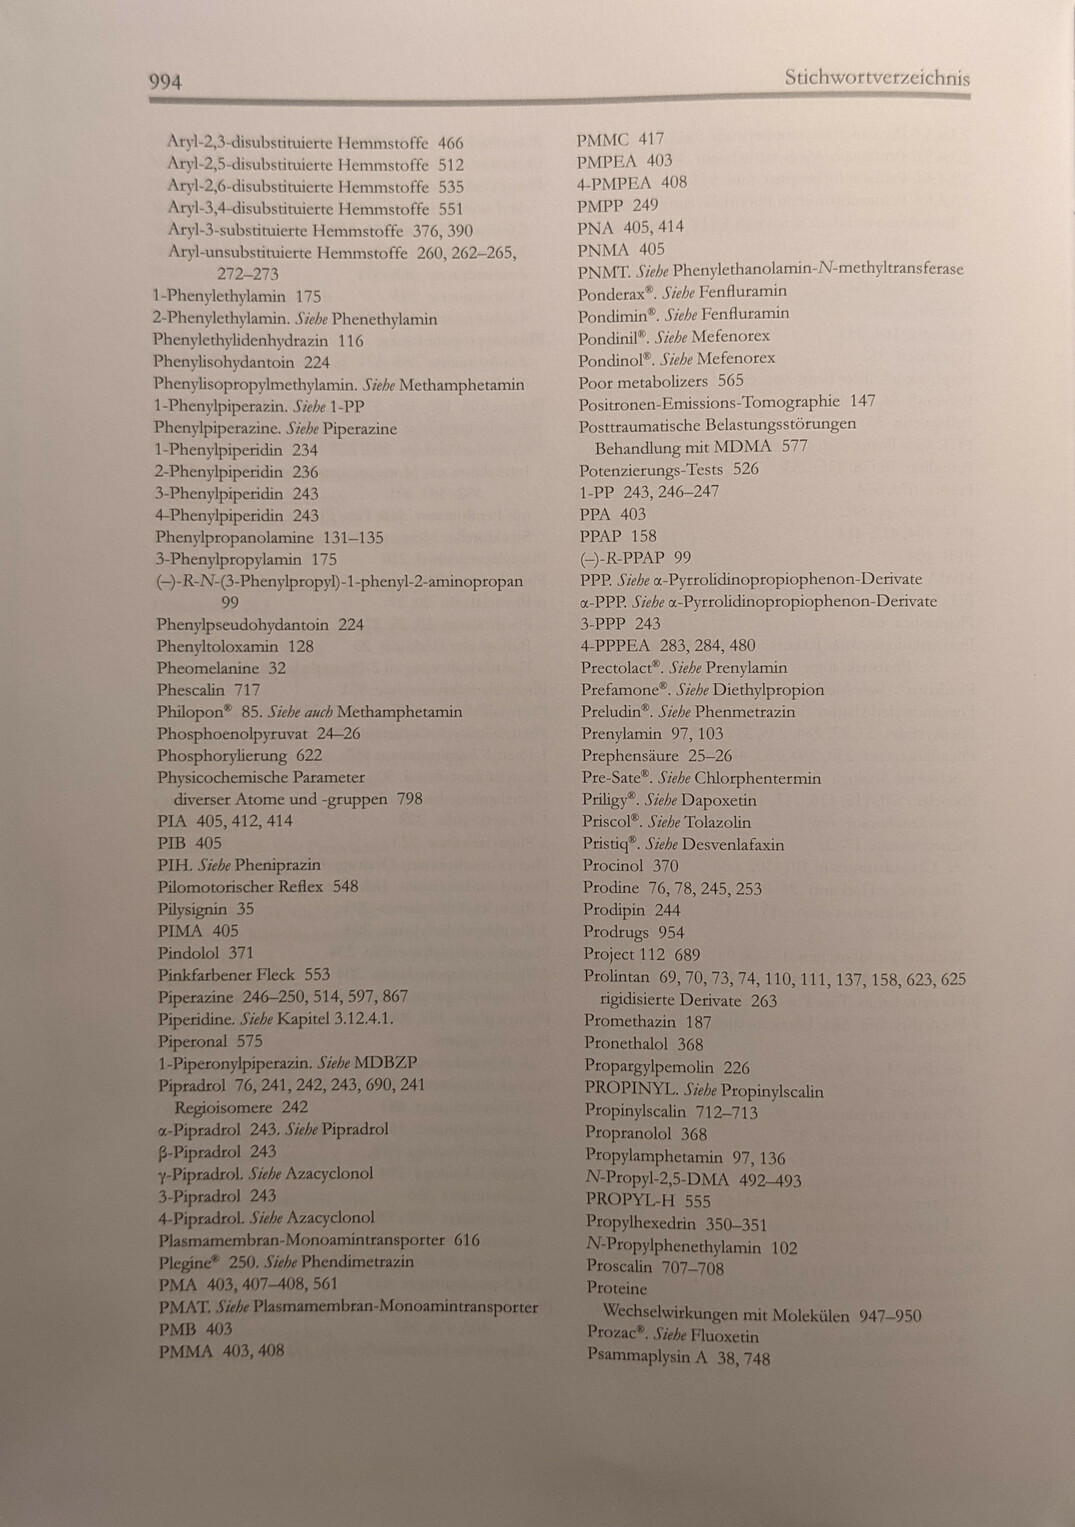 994
Stichwortverzeichnis
Aryl-2,3-disubstituierte Hemmstoffe 466
Aryl-2,5-disubstituierte Hemmstoffe 512
Aryl-2,6-disubstituierte Hemmstoffe 535
Aryl-3,4-disubstituierte Hemmstoffe 551
Aryl-3-substituierte Hemmstoffe 376, 390
Aryl-unsubstituierte Hemmstoffe 260, 262–265,
272–273
1-Phenylethylamin 175
2-Phenylethylamin. Siehe Phenethylamin
Phenylethylidenhydrazin 116
Phenylisohydantoin 224
Phenylisopropylmethylamin. Siehe Methamphetamin
1-Phenylpiperazin. Siehe 1-PP
Phenylpiperazine. Siehe Piperazine
1-Phenylpiperidin 234
2-Phenylpiperidin 236
3-Phenylpiperidin 243
4-Phenylpiperidin 243
Phenylpropanolamine 131–135
3-Phenylpropylamin 175
(–)-R-N-(3-Phenylpropyl)-1-phenyl-2-aminopropan
99
Phenylpseudohydantoin 224
Phenyltoloxamin 128
Pheomelanine 32
Phescalin 717
Philopon® 85. Siehe auch Methamphetamin
Phosphoenolpyruvat 24–26
Phosphorylierung 622
Physicochemische Parameter
diverser Atome und -gruppen 798
PIA 405, 412, 414
PIB 405
PIH. Siehe Pheniprazin
Pilomotorischer Reflex 548
Pilysignin 35
PIMA 405
Pindolol 371
Pinkfarbener Fleck 553
Piperazine 246–250, 514, 597, 867
Piperidine. Siehe Kapitel 3.12.4.1.
Piperonal 575
1-Piperonylpiperazin. Siehe MDBZP
Pipradrol 76, 241, 242, 243, 690, 241
Regioisomere 242
α-Pipradrol 243. Siehe Pipradrol
β-Pipradrol 243
γ-Pipradrol. Siehe Azacyclonol
3-Pipradrol 243
4-Pipradrol. Siehe Azacyclonol
Plasmamembran-Monoamintransporter 616
Plegine® 250. Siehe Phendimetrazin
PMA 403, 407–408, 561
PMAT. Siehe Plasmamembran-Monoamintransporter
PMB 403
PMMA 403, 408
PMMC 417
PMPEA 403
4-PMPEA 408
PMPP 249
PNA 405, 414
PNMA 405
PNMT. Siehe Phenylethanolamin-N-methyltransferase
Ponderax®. Siehe Fenfluramin
Pondimin®. Siehe Fenfluramin
Pondinil®. Siehe Mefenorex
Pondinol®. Siehe Mefenorex
Poor metabolizers 565
Positronen-Emissions-Tomographie 147
Posttraumatische Belastungsstörungen
Behandlung mit MDMA 577
Potenzierungs-Tests 526
1-PP 243, 246–247
PPA 403
PPAP 158
(–)-R-PPAP 99
PPP. Siehe α-Pyrrolidinopropiophenon-Derivate
α-PPP. Siehe α-Pyrrolidinopropiophenon-Derivate
3-PPP 243
4-PPPEA 283, 284, 480
Prectolact®. Siehe Prenylamin
Prefamone®. Siehe Diethylpropion
Preludin®. Siehe Phenmetrazin
Prenylamin 97, 103
Prephensäure 25–26
Pre-Sate®. Siehe Chlorphentermin
Priligy®. Siehe Dapoxetin
Priscol®. Siehe Tolazolin
Pristiq®. Siehe Desvenlafaxin
Procinol 370
Prodine 76, 78, 245, 253
Prodipin 244
Prodrugs 954
Project 112 689
Prolintan 69, 70, 73, 74, 110, 111, 137, 158, 623, 625
rigidisierte Derivate 263
Promethazin 187
Pronethalol 368
Propargylpemolin 226
PROPINYL. Siehe Propinylscalin
Propinylscalin 712–713
Propranolol 368
Propylamphetamin 97, 136
N-Propyl-2,5-DMA 492–493
PROPYL-H 555
Propylhexedrin 350–351
N-Propylphenethylamin 102
Proscalin 707–708
Proteine
Wechselwirkungen mit Molekülen 947–950
Prozac®. Siehe Fluoxetin
Psammaplysin A 38, 748